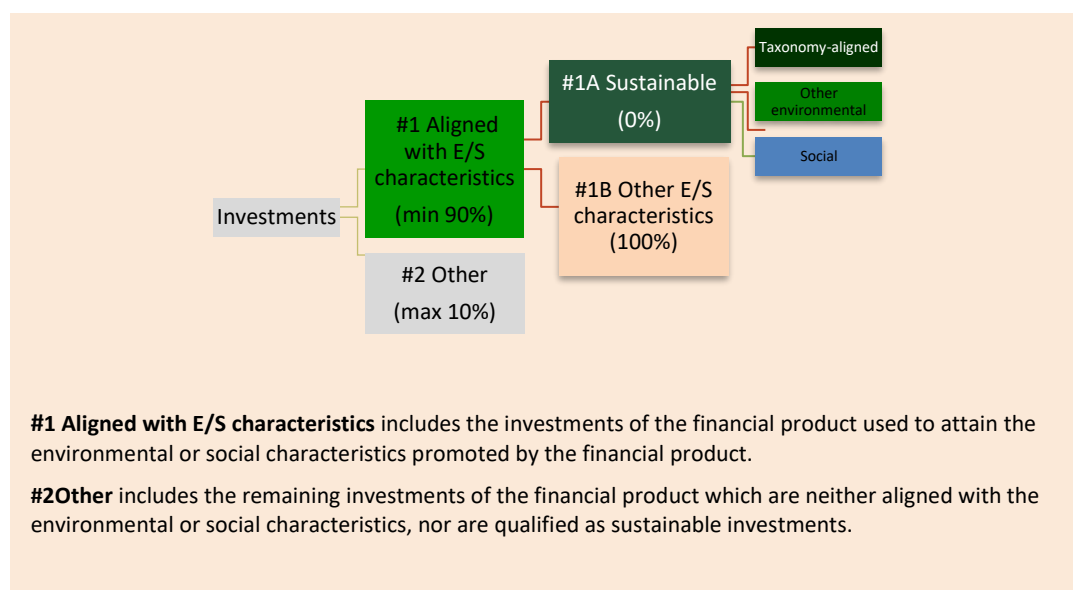 Taxonomy-aligned
#1A Sustainable
(0%)
Other
environmental
#1 Aligned
with E/S
characteristics
(min 90%)
Social
#1B Other E/S
characteristics
(100%)
Investments
#2 Other
(max 10%)
#1 Aligned with E/S characteristics includes the investments of the financial product used to attain the
environmental or social characteristics promoted by the financial product.
#2Other includes the remaining investments of the financial product which are neither aligned with the
environmental or social characteristics, nor are qualified as sustainable investments.